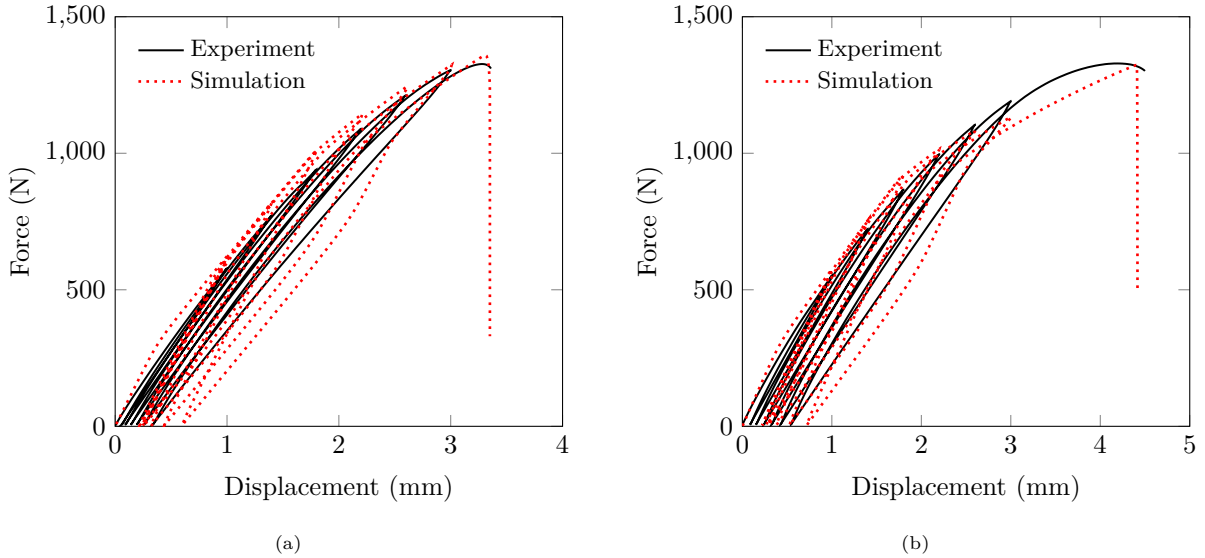 1,500
1,000
500
0
Force (N)
Experiment
Simulation
0 1 2 3 4
Displacement (mm)
(a)
1,500
1,000
500
0
Force (N)
Experiment
Simulation
0 1 2 3 4 5
Displacement (mm)
(b)